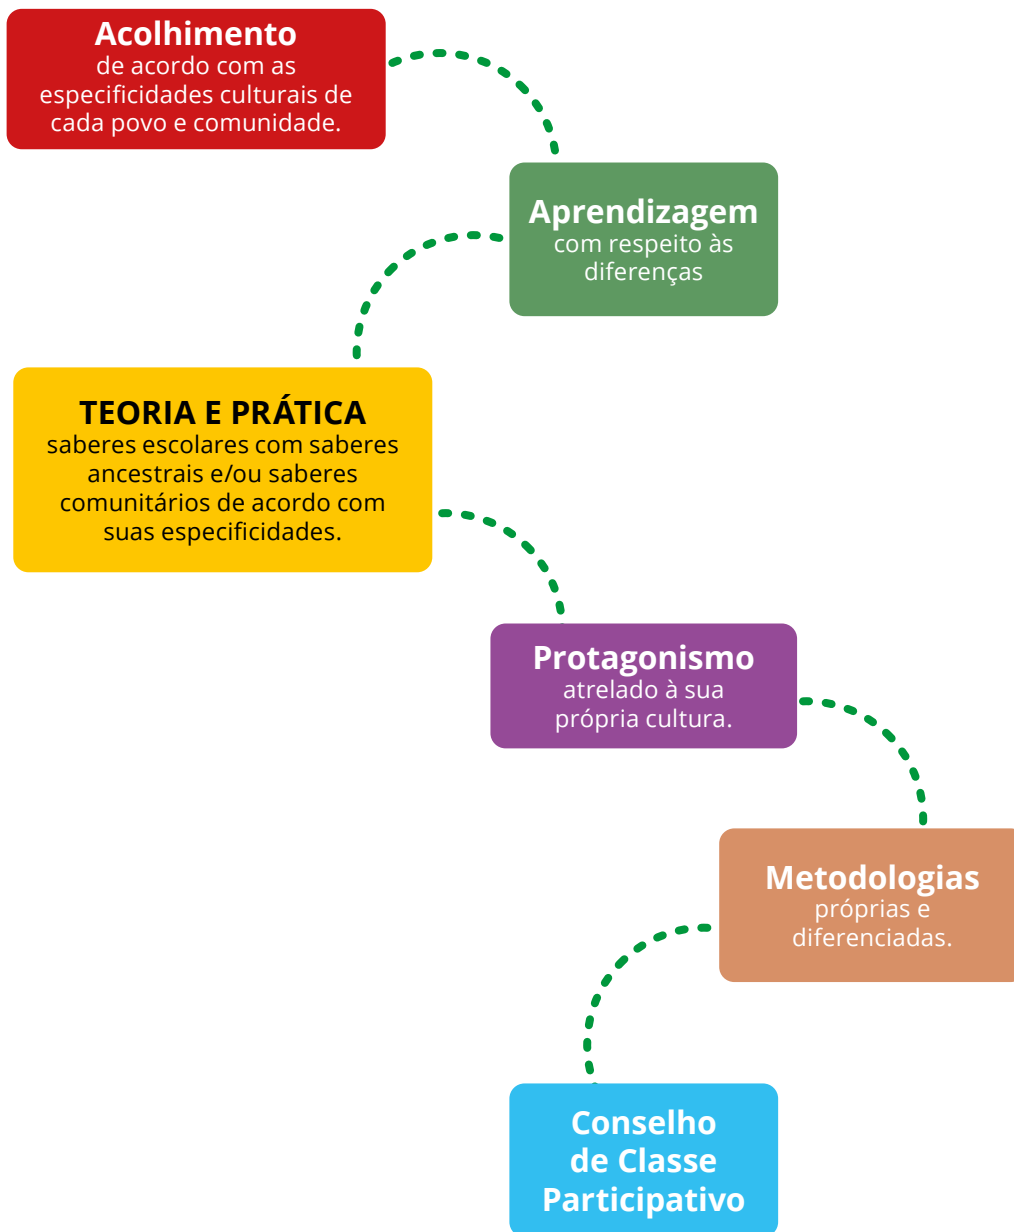 Acolhimento
de acordo com as
especificidades culturais de
cada povo e comunidade.
Aprendizagem
com respeito às
diferenças
TEORIA E PRÁTICA
saberes escolares com saberes
ancestrais e/ou saberes
comunitários de acordo com
suas especificidades.
Protagonismo
atrelado à sua
própria cultura.
Metodologias
próprias e
diferenciadas.
Conselho
de Classe
Participativo